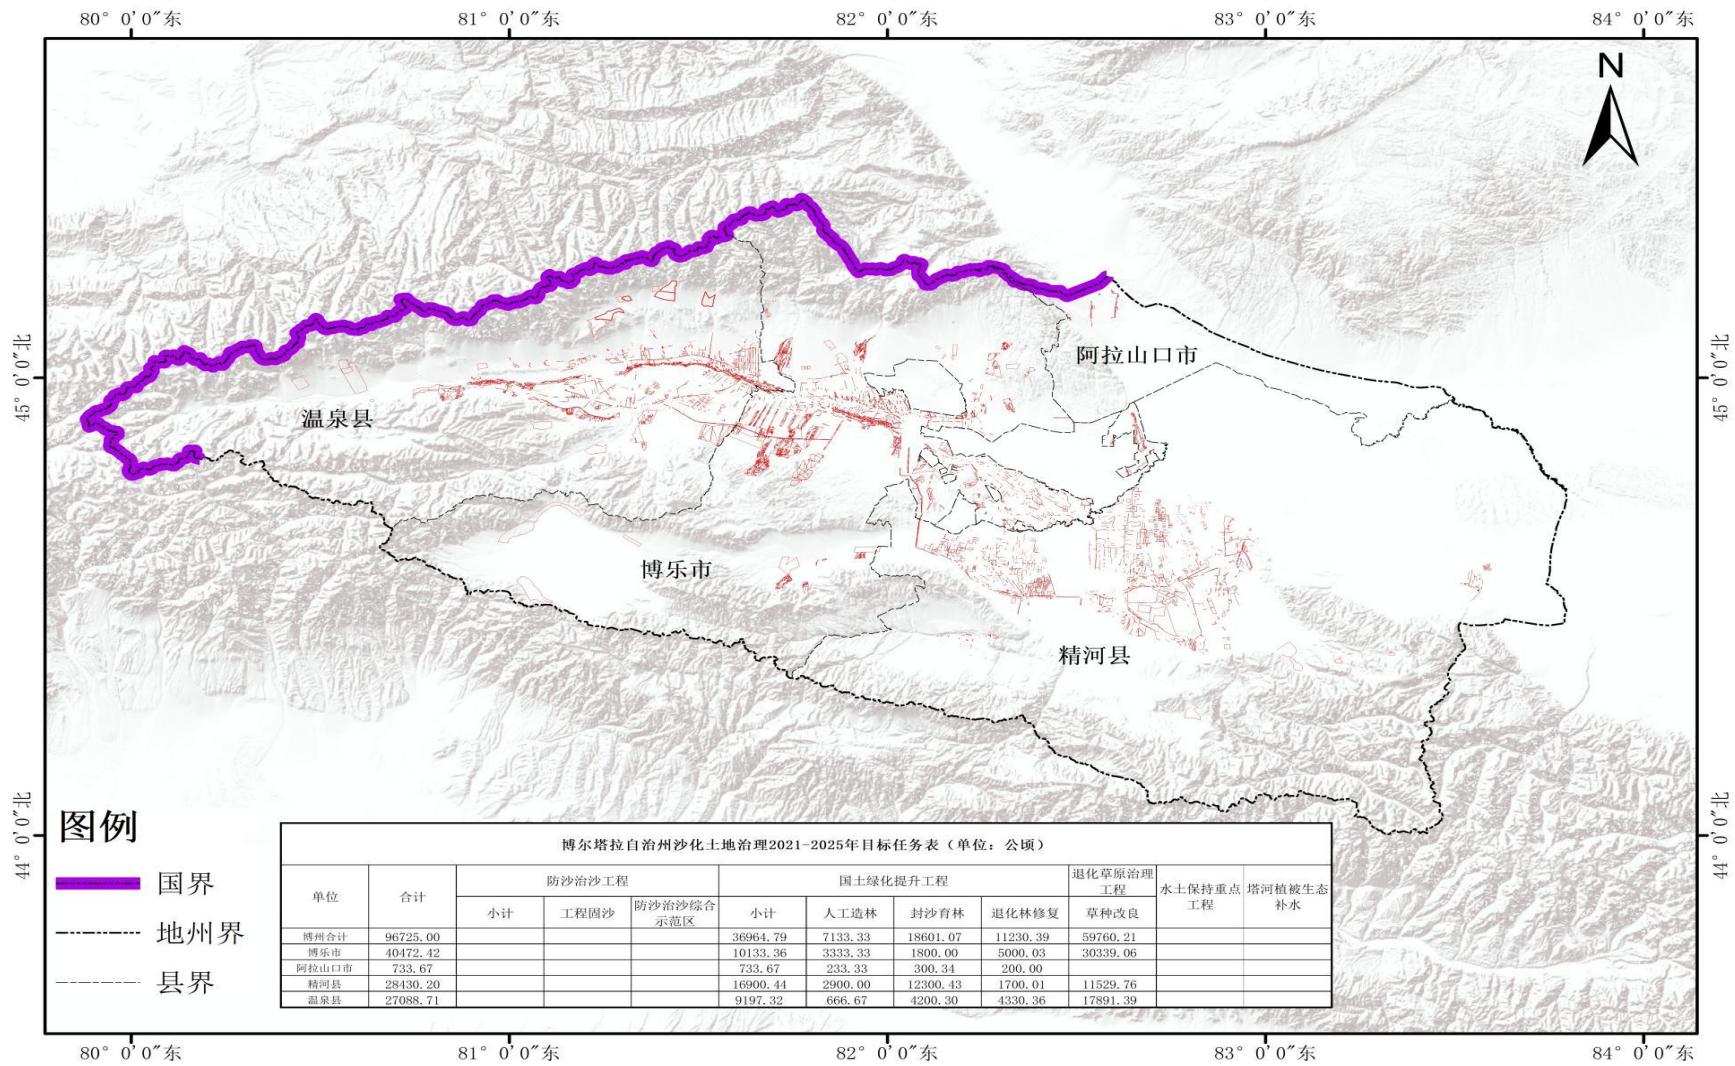 80° 0′0″东 81° 0′0″东 82° 0′0″东 83° 0′0″东 84° 0′0″东
N
阿拉山口市
45° 0′0″北 45° 0′0″北
温泉县
博乐市
精河县
44° 0′0″北 44° 0′0″北
图例
国界
地州界
县界
博尔塔拉自治州沙化土地治理2021-2025年目标任务表（单位：公顷）
单位 合计 防沙治沙工程 国土绿化提升工程 退化草原治理工程 水土保持重点工程 塔河植被生态补水
小计 工程固沙 防沙治沙综合示范区 小计 人工造林 封沙育林 退化林修复 草种改良
博州合计 96725.00 36964.79 7133.33 18601.07 11230.39 59760.21
博乐市 40472.42 10133.36 3333.33 1800.00 5000.03 30339.06
阿拉山口市 733.67 733.67 233.33 300.34 200.00
精河县 28430.20 16900.44 2900.00 12300.43 1700.01 11529.76
温泉县 27088.71 9197.32 666.67 4200.30 4330.36 17891.39
80° 0′0″东 81° 0′0″东 82° 0′0″东 83° 0′0″东 84° 0′0″东